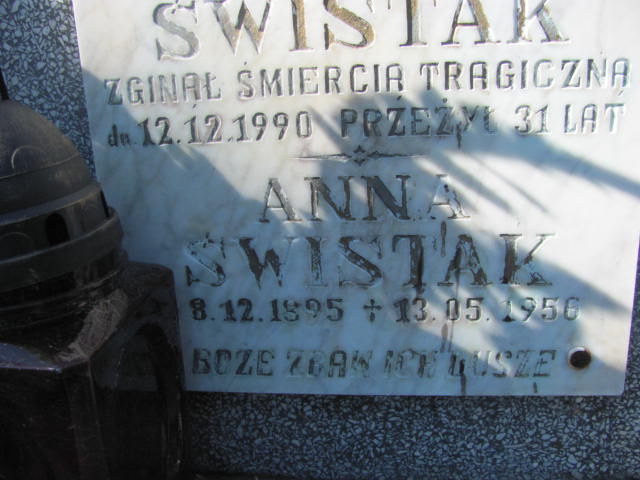 ŚWISTAK
ZGINĄŁ ŚMIERCIĄ TRAGICZNĄ
dn. 12.12.1990 PRZEŻYŁ 31 LAT
ANNA
ŚWISTAK
8.12.1895 + 13.05.1956
BOŻE ZBAW ICH DUSZE